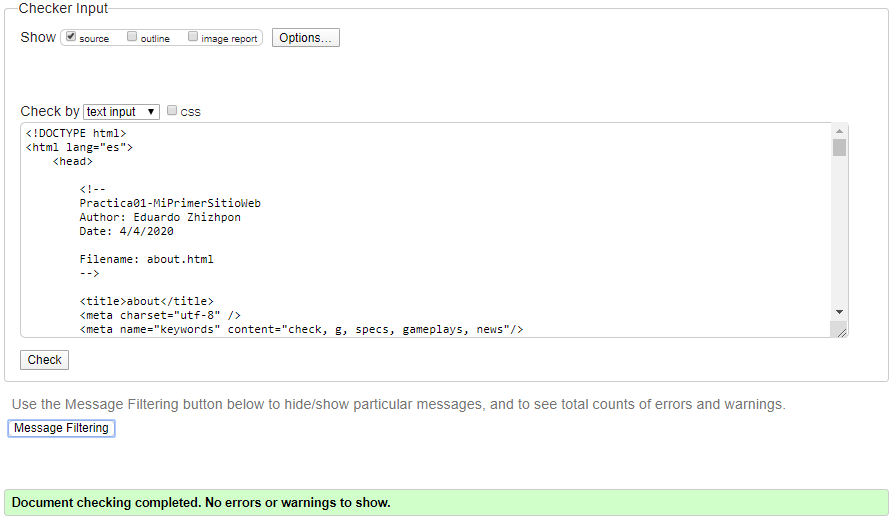 Checker Input
Show source outline image report Options...
Check by text input css
<!DOCTYPE html>
<html lang="es">
<head>
<!--
Practica01-MiPrimerSitioWeb
Author: Eduardo Zhizhpon
Date: 4/4/2020
Filename: about.html
-->
<title>about</title>
<meta charset="utf-8" />
<meta name="keywords" content="check, g, specs, gameplays, news"/>
Check
Use the Message Filtering button below to hide/show particular messages, and to see total counts of errors and warnings.
Message Filtering
Document checking completed. No errors or warnings to show.